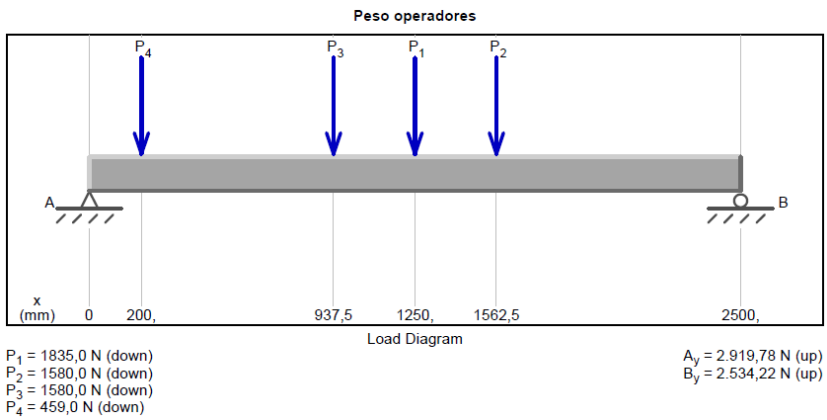 Peso operadores
P4 P3 P1 P2
A B
x
(mm) 0 200, 937,5 1250, 1562,5 2500,
Load Diagram
P1 = 1835,0 N (down)
P2 = 1580,0 N (down)
P3 = 1580,0 N (down)
P4 = 459,0 N (down)
Ay = 2.919,78 N (up)
By = 2.534,22 N (up)